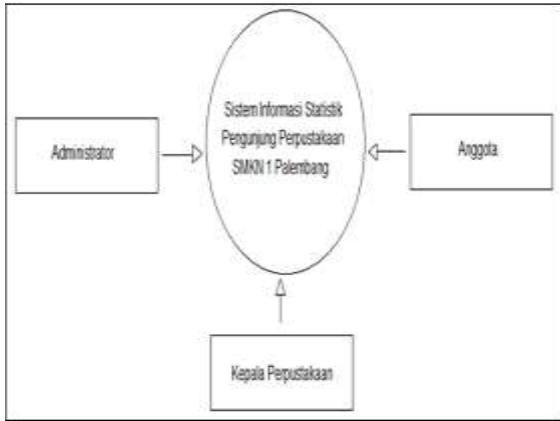 Sistem Informasi Statistik
Pengunjung Perpustakaan
SMKN 1 Palembang
Administrator
Anggota
Kepala Perpustakaan